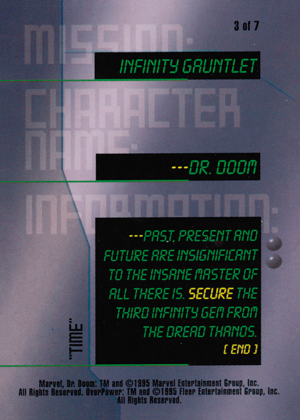 3 of 7
MISSION:
INFINITY GAUNTLET
CHARACTER
NAME:
---DR. DOOM
INFORMATION:
---PAST, PRESENT AND
FUTURE ARE INSIGNIFICANT
TO THE INSANE MASTER OF
ALL THERE IS. SECURE THE
THIRD INFINITY GEM FROM
THE DREAD THANOS.
[ END ]
"TIME"
Marvel, Dr. Doom: TM and ©1995 Marvel Entertainment Group, Inc.
All Rights Reserved. OverPower: TM and ©1995 Fleer Entertainment Group, Inc.
All Rights Reserved.